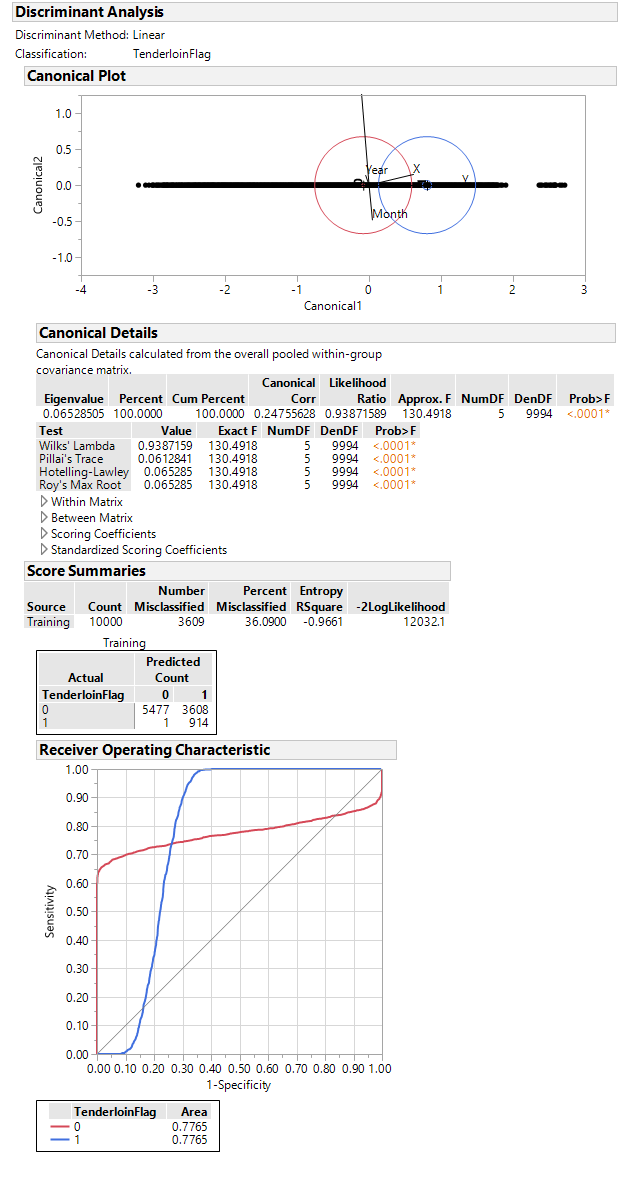 Discriminant Analysis
Discriminant Method: Linear
Classification: TenderloinFlag
Canonical Plot
1.0
0.5
0.0
-0.5
-1.0
Canonical2
Year
X
Y
Month
-4 -3 -2 -1 0 1 2 3
Canonical1
Canonical Details
Canonical Details calculated from the overall pooled within-group
covariance matrix.
Canonical Likelihood
Eigenvalue Percent Cum Percent Corr Ratio Approx. F NumDF DenDF Prob>F
0.06528505 100.0000 100.0000 0.24755628 0.93871589 130.4918 5 9994 <.0001*
Test Value Exact F NumDF DenDF Prob>F
Wilks' Lambda 0.9387159 130.4918 5 9994 <.0001*
Pillai's Trace 0.0612841 130.4918 5 9994 <.0001*
Hotelling-Lawley 0.065285 130.4918 5 9994 <.0001*
Roy's Max Root 0.065285 130.4918 5 9994 <.0001*
Within Matrix
Between Matrix
Scoring Coefficients
Standardized Scoring Coefficients
Score Summaries
Number Percent Entropy
Source Count Misclassified Misclassified RSquare -2LogLikelihood
Training 10000 3609 36.0900 -0.9661 12032.1
Training
Predicted
Actual Count
TenderloinFlag 0 1
0 5477 3608
1 1 914
Receiver Operating Characteristic
1.00
0.90
0.80
0.70
0.60
0.50
0.40
0.30
0.20
0.10
0.00
Sensitivity
0.00 0.10 0.20 0.30 0.40 0.50 0.60 0.70 0.80 0.90 1.00
1-Specificity
TenderloinFlag Area
0 0.7765
1 0.7765